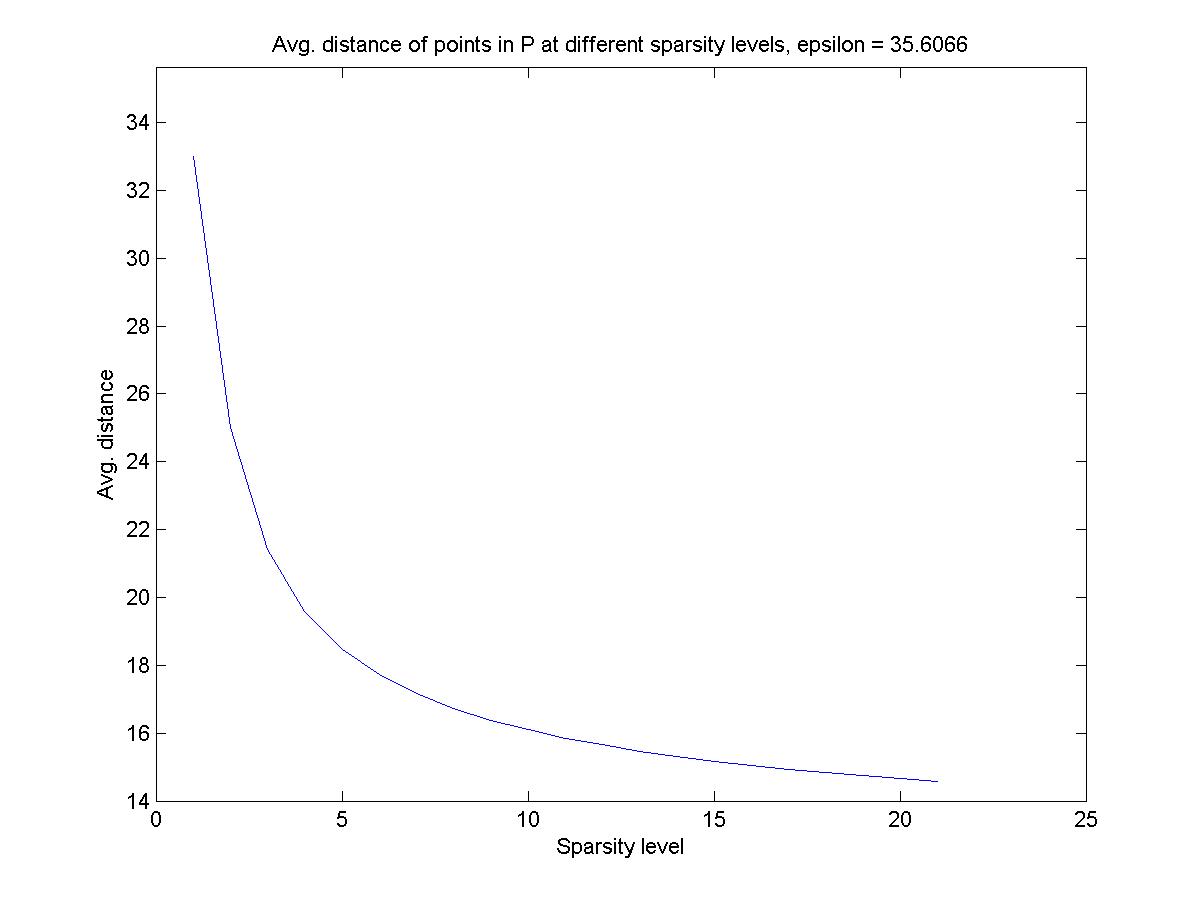 Avg. distance of points in P at different sparsity levels, epsilon = 35.6066
34
32
30
28
26
24
22
20
18
16
14
Avg. distance
0 5 10 15 20 25
Sparsity level